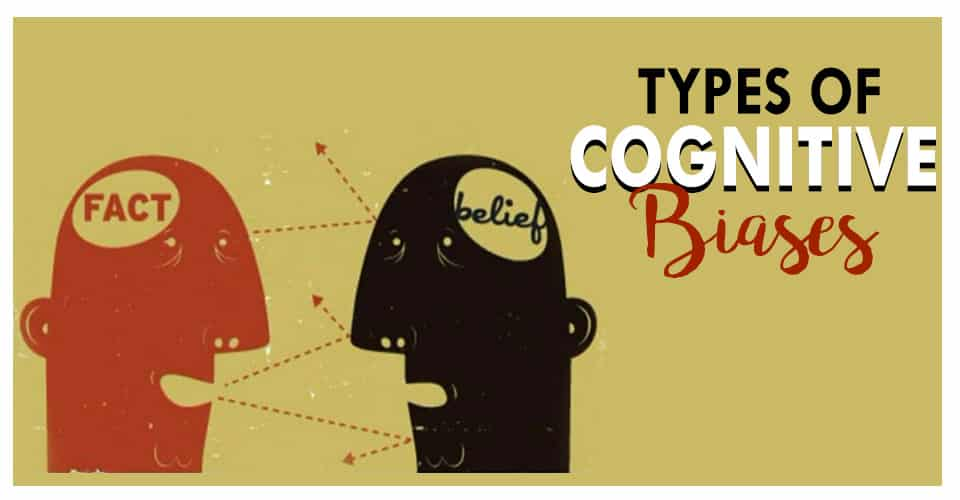 TYPES OF
COGNITIVE
Biases
FACT
belief